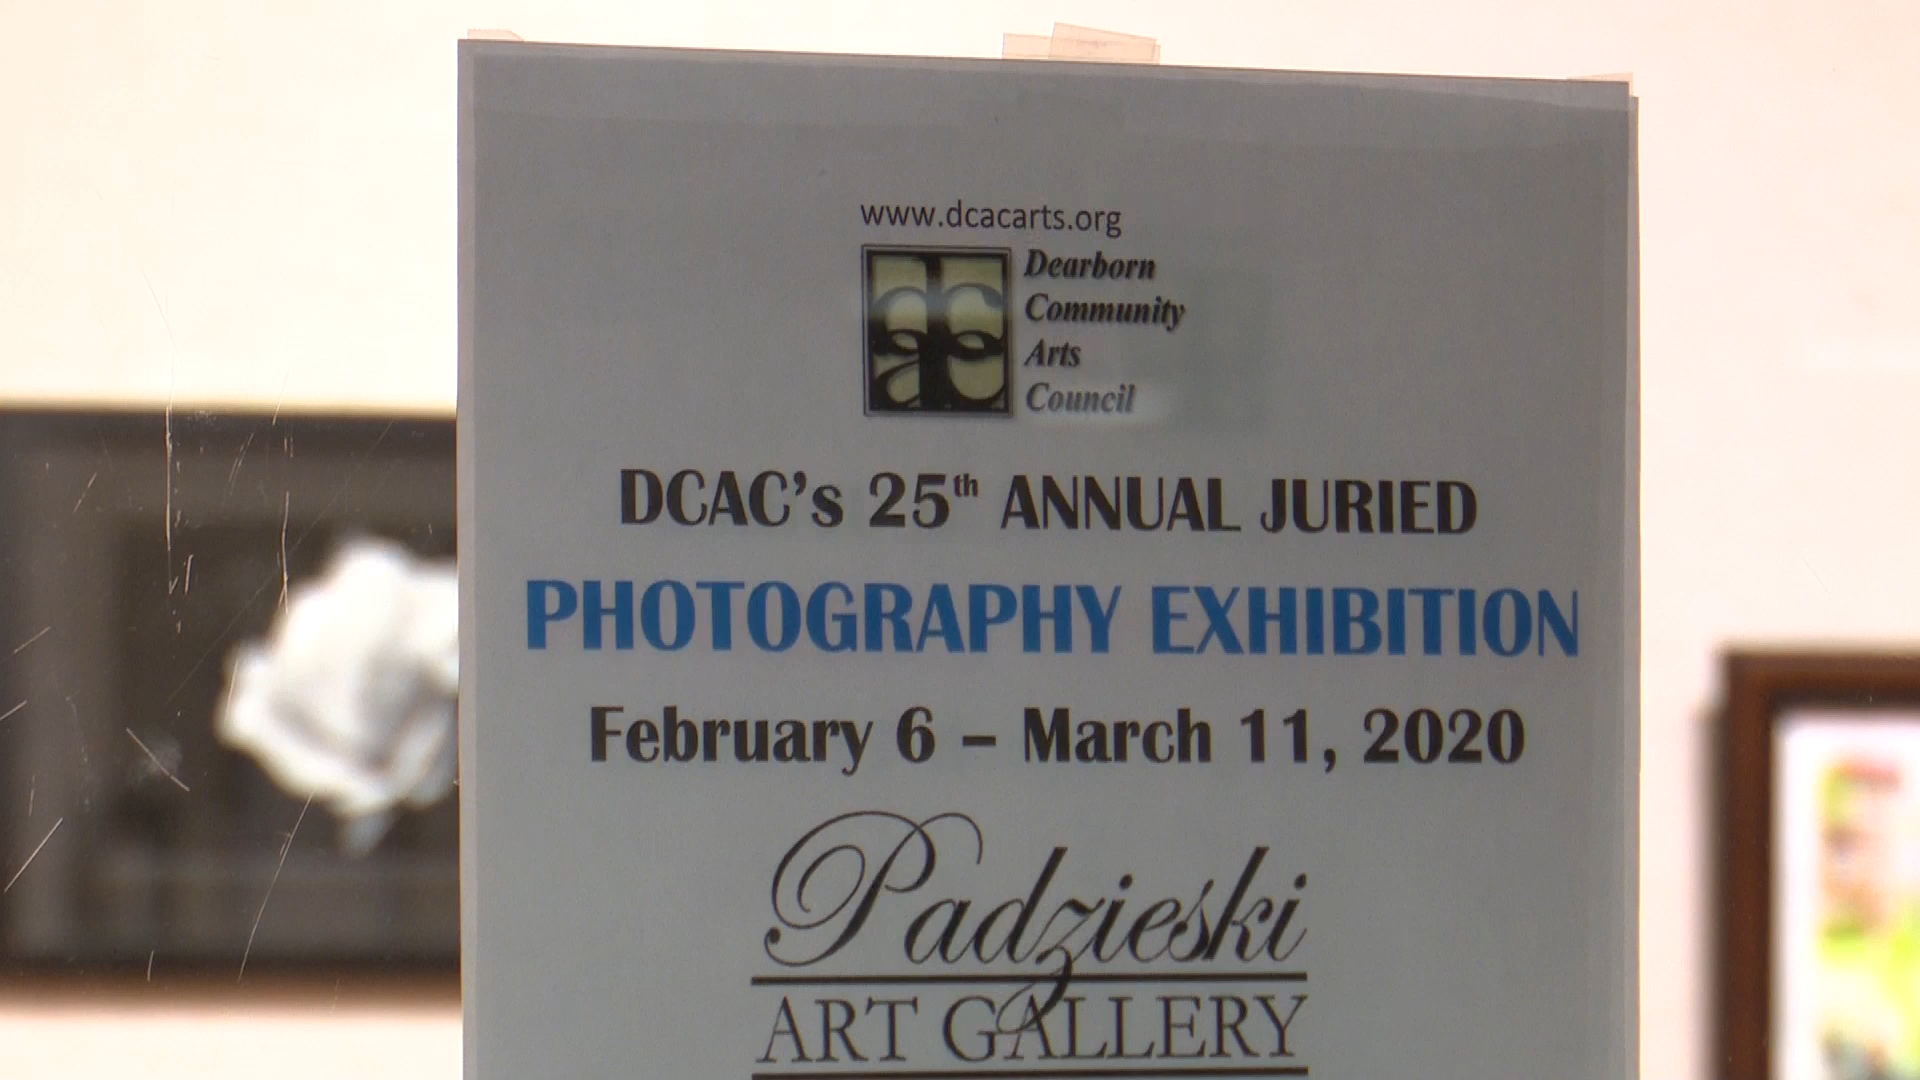 www.dcacarts.org
Dearborn
Community
Arts
Council
DCAC's 25th ANNUAL JURIED
PHOTOGRAPHY EXHIBITION
February 6 – March 11, 2020
Padzieski
ART GALLERY